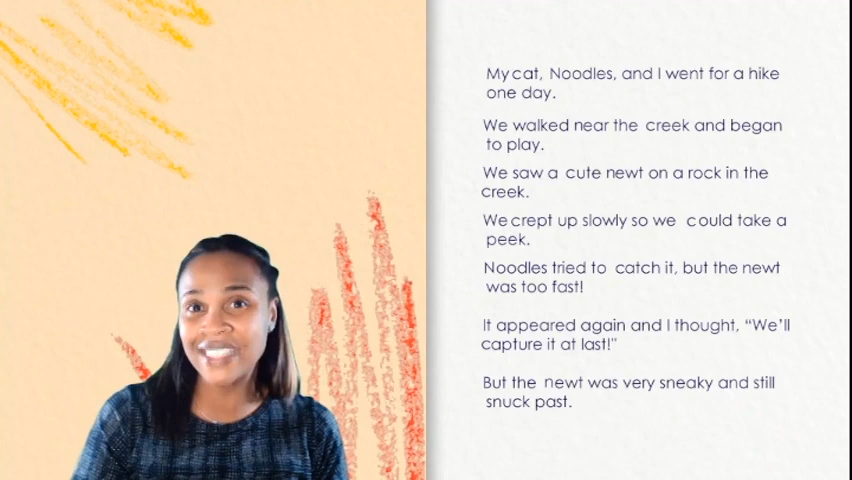 My cat, Noodles, and I went for a hike
one day.
We walked near the creek and began
to play.
We saw a cute newt on a rock in the
creek.
We crept up slowly so we could take a
peek.
Noodles tried to catch it, but the newt
was too fast!
It appeared again and I thought, “We’ll
capture it at last!"
But the newt was very sneaky and still
snuck past.